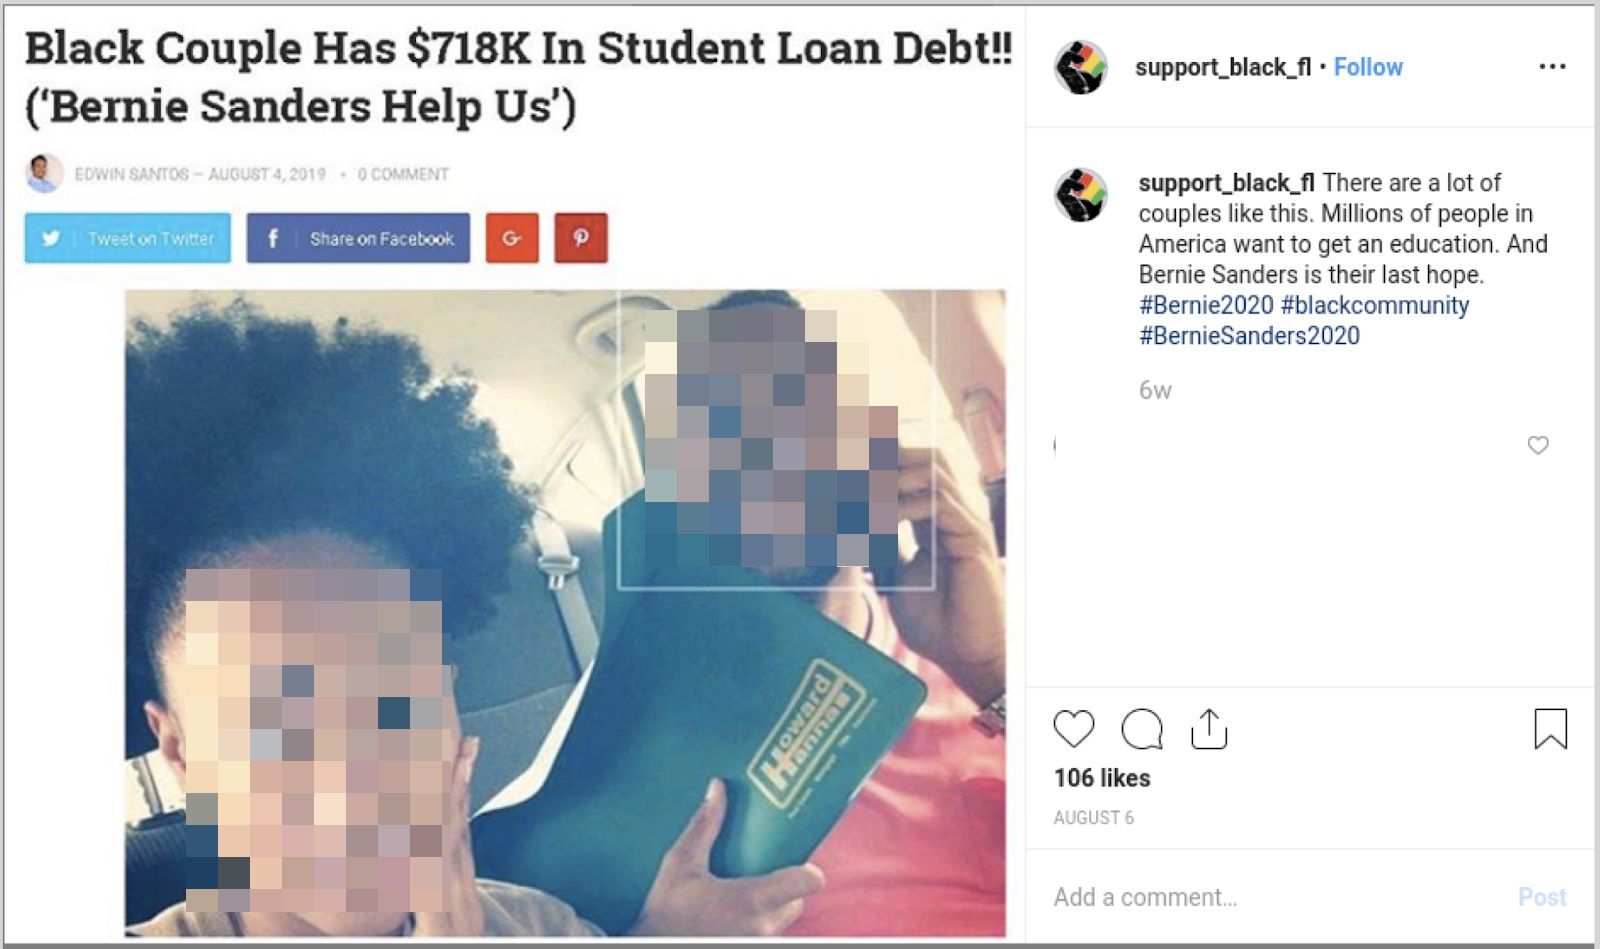 Black Couple Has $718K In Student Loan Debt!!
('Bernie Sanders Help Us')
EDWIN SANTOS — AUGUST 4, 2019 • 0 COMMENT
Tweet on Twitter
Share on Facebook
Howard
Hanna
support_black_fl • Follow
support_black_fl There are a lot of
couples like this. Millions of people in
America want to get an education. And
Bernie Sanders is their last hope.
#Bernie2020 #blackcommunity
#BernieSanders2020
6w
106 likes
AUGUST 6
Add a comment...
Post